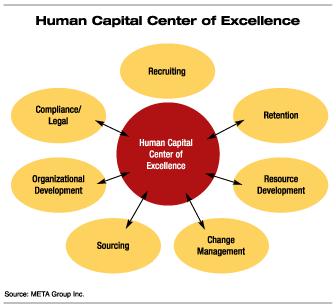 Human Capital Center of Excellence
Recruiting
Compliance/
Legal
Retention
Human Capital
Center of
Excellence
Organizational
Development
Resource
Development
Sourcing
Change
Management
Source: META Group Inc.